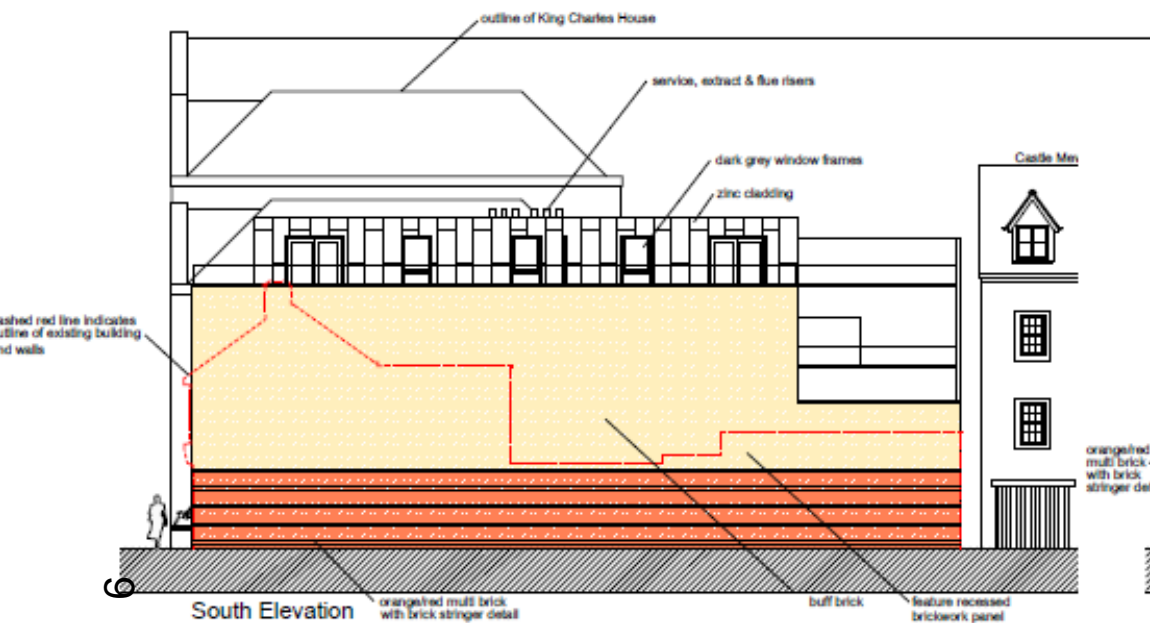 outline of King Charles House
service, extract & flue risers
dark grey window frames
zinc cladding
Castle Mew
ashed red line indicates
utline of existing building
nd walls
orange/red
multi brick
with brick
stringer det
6
South Elevation
orange/red multi brick
with brick stringer detail
buff brick
feature recessed
brickwork panel